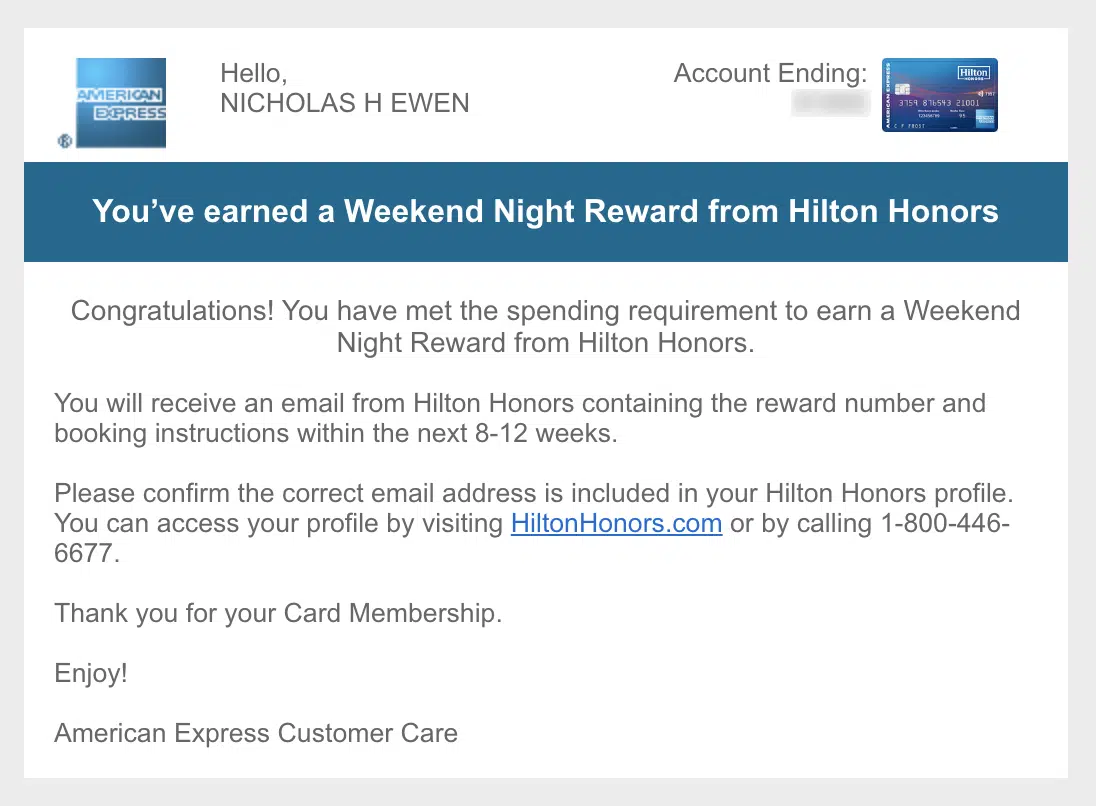 AMERICAN
EXPRESS
®
Hello,
NICHOLAS H EWEN
Account Ending:
AMERICAN EXPRESS
Hilton
HONORS
3759 876543 21001
95
C F FROST
You’ve earned a Weekend Night Reward from Hilton Honors
Congratulations! You have met the spending requirement to earn a Weekend
Night Reward from Hilton Honors.
You will receive an email from Hilton Honors containing the reward number and
booking instructions within the next 8-12 weeks.
Please confirm the correct email address is included in your Hilton Honors profile.
You can access your profile by visiting HiltonHonors.com or by calling 1-800-446-
6677.
Thank you for your Card Membership.
Enjoy!
American Express Customer Care